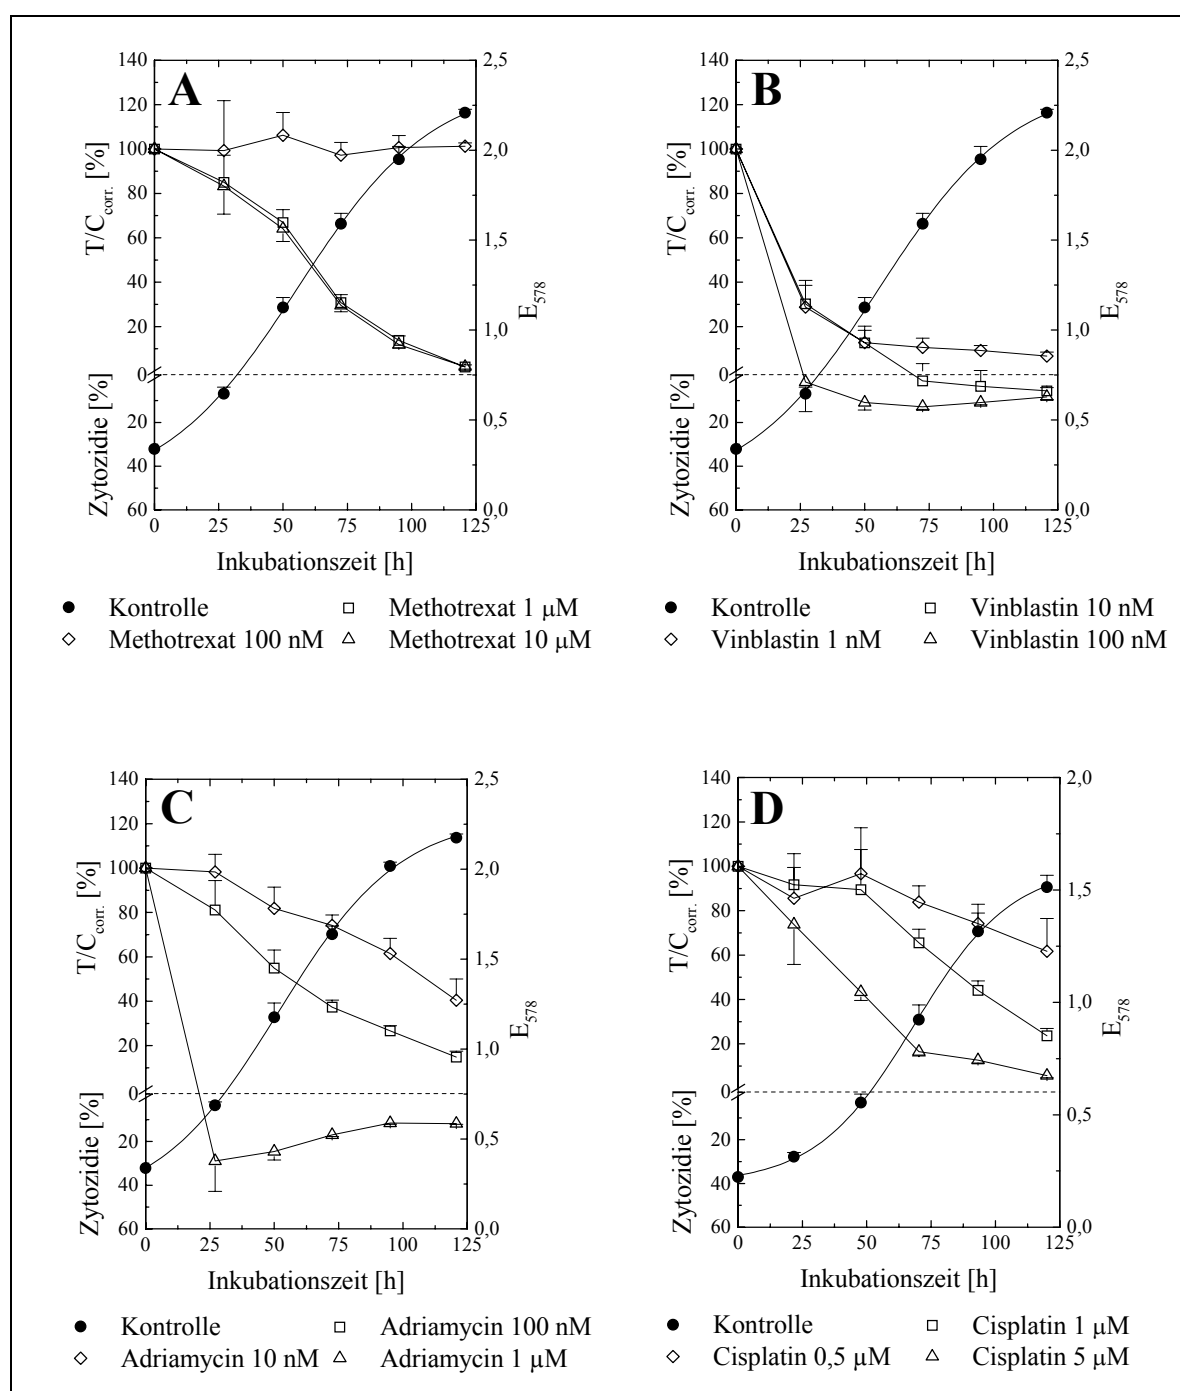 A
B
140
120
100
80
60
40
20
0
20
40
60
T/Ccorr. [%]
Zytozidie [%]
2,5
2,0
1,5
1,0
0,5
0,0
E578
0 25 50 75 100 125
Inkubationszeit [h]
140
120
100
80
60
40
20
0
20
40
60
T/Ccorr. [%]
Zytozidie [%]
2,5
2,0
1,5
1,0
0,5
0,0
E578
0 25 50 75 100 125
Inkubationszeit [h]
Kontrolle Methotrexat 1 µM
Methotrexat 100 nM Methotrexat 10 µM
Kontrolle Vinblastin 10 nM
Vinblastin 1 nM Vinblastin 100 nM
C
D
140
120
100
80
60
40
20
0
20
40
60
T/Ccorr. [%]
Zytozidie [%]
2,5
2,0
1,5
1,0
0,5
0,0
E578
0 25 50 75 100 125
Inkubationszeit [h]
140
120
100
80
60
40
20
0
20
40
60
T/Ccorr. [%]
Zytozidie [%]
2,0
1,5
1,0
0,5
0,0
E578
0 25 50 75 100 125
Inkubationszeit [h]
Kontrolle Adriamycin 100 nM
Adriamycin 10 nM Adriamycin 1 µM
Kontrolle Cisplatin 1 µM
Cisplatin 0,5 µM Cisplatin 5 µM